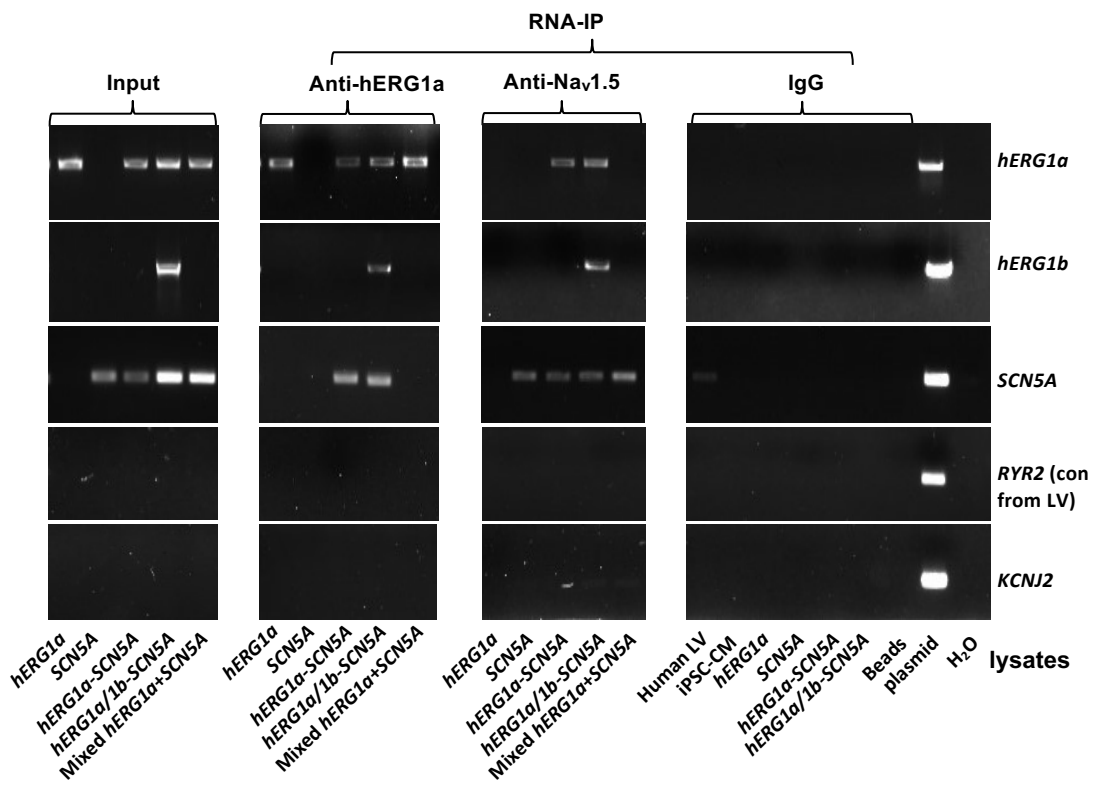 RNA-IP
Input
Anti-hERG1a
Anti-Nav1.5
IgG
hERG1a
hERG1b
SCN5A
RYR2 (con
from LV)
KCNJ2
hERG1a
SCN5A
hERG1a-SCN5A
hERG1a/1b-SCN5A
Mixed hERG1a+SCN5A
hERG1a
SCN5A
hERG1a-SCN5A
hERG1a/1b-SCN5A
Mixed hERG1a+SCN5A
hERG1a
SCN5A
hERG1a-SCN5A
hERG1a/1b-SCN5A
Mixed hERG1a+SCN5A
Human LV
iPSC-CM
hERG1a
SCN5A
hERG1a-SCN5A
hERG1a/1b-SCN5A
Beads
plasmid
H₂O
lysates